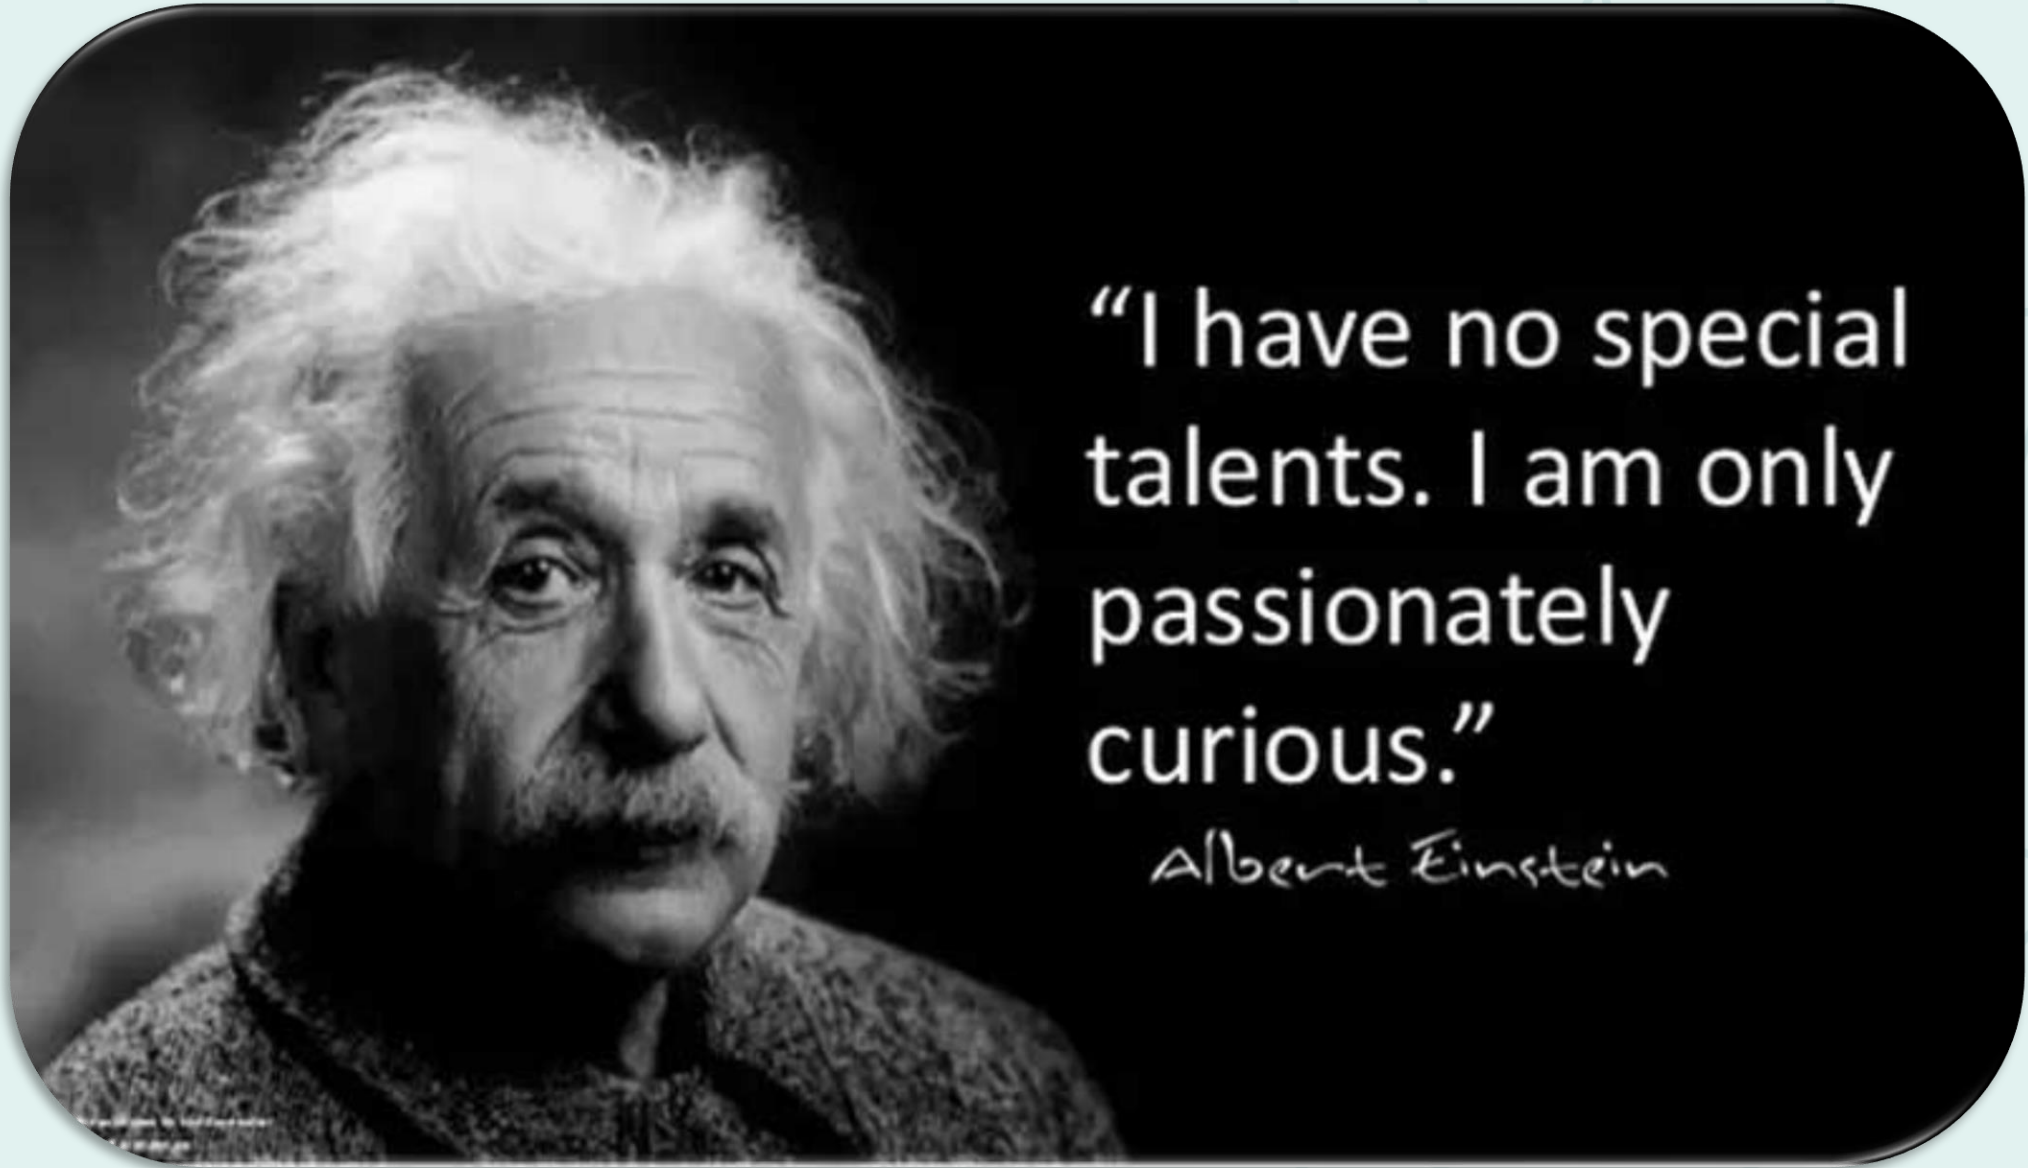 “I have no special
talents. I am only
passionately
curious.”
Albert Einstein